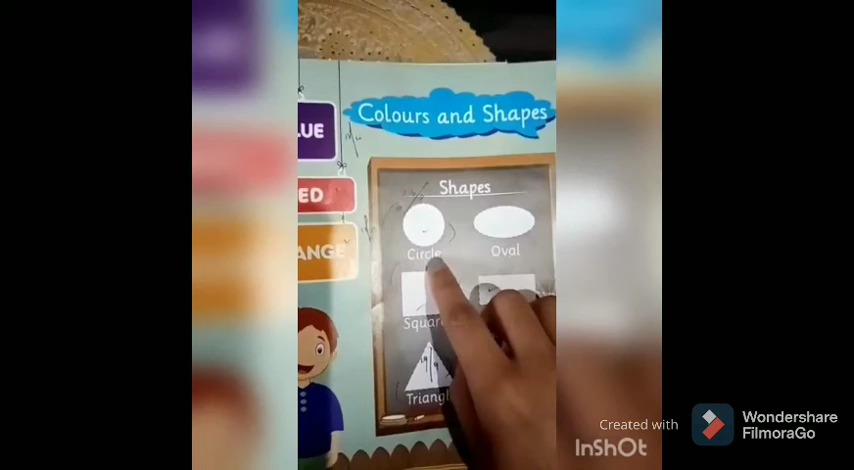 Colours and Shapes
LUE
ED
ANGE
Shapes
Circle
Oval
Square
Triangl
Created with
Wondershare
FilmoraGo
InShOt